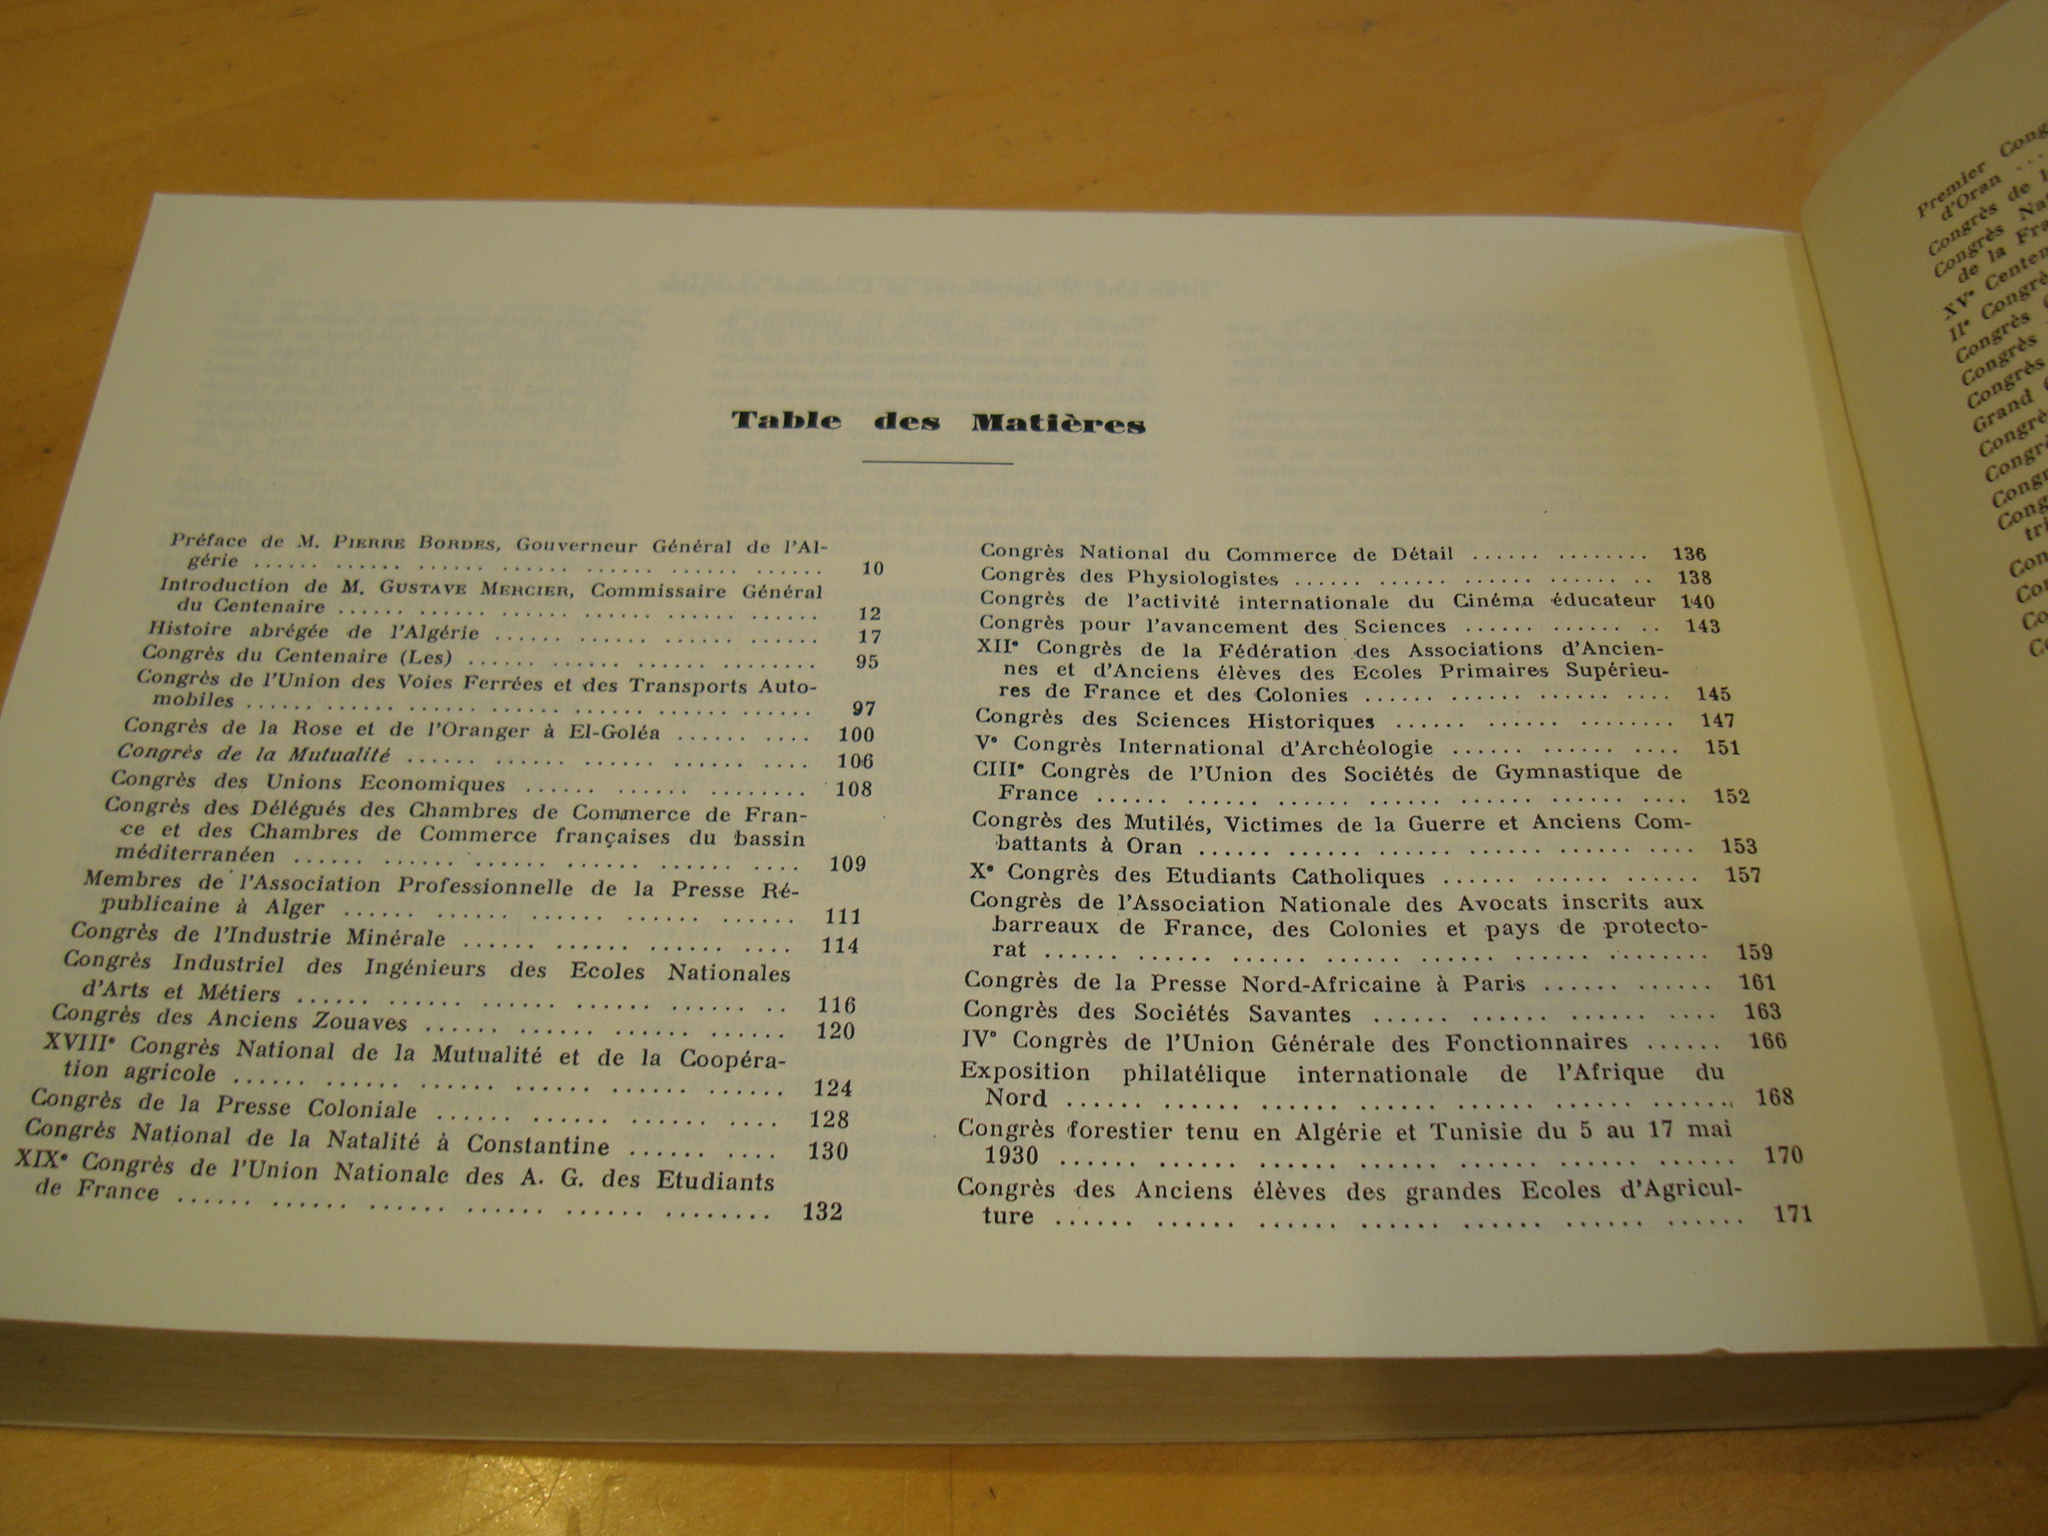 Table des Matières
Préface de M. PIERRE BORDES, Gouverneur Général de l'Al-
gérie ...... ...... ...... ...... ...... ...... ...... 10
Introduction de M. GUSTAVE MERCIER, Commissaire Général
du Centenaire ...... ...... ...... ...... ...... ...... 12
Histoire abrégée de l'Algérie ...... ...... ...... ...... 17
Congrès du Centenaire (Les) ...... ...... ...... ........ 95
Congrès de l'Union des Voies Ferrées et des Transports Auto-
mobiles ...... ...... ...... ...... ...... ...... ...... 97
Congrès de la Rose et de l'Oranger à El-Goléa ...... .... 100
Congrès de la Mutualité ...... ...... ...... ...... .... 106
Congrès des Unions Economiques ...... ...... ........ 108
Congrès des Délégués des Chambres de Commerce de Fran-
ce et des Chambres de Commerce françaises du bassin
méditerranéen ...... ...... ...... ...... ...... .... 109
Membres de l'Association Professionnelle de la Presse Ré-
publicaine à Alger ...... ...... ...... ...... ...... 111
Congrès de l'Industrie Minérale ...... ...... ...... .... 114
Congrès Industriel des Ingénieurs des Ecoles Nationales
d'Arts et Métiers ...... ...... ...... ...... ...... .. 116
Congrès des Anciens Zouaves ...... ...... ...... ...... 120
XVIIIe Congrès National de la Mutualité et de la Coopéra-
tion agricole ...... ...... ...... ...... ...... ...... 124
Congrès de la Presse Coloniale ...... ...... ...... .... 128
Congrès National de la Natalité à Constantine ...... .... 130
XIXe Congrès de l'Union Nationale des A. G. des Etudiants
de France ...... ...... ...... ...... ...... ........ 132
Congrès National du Commerce de Détail ...... ........ 136
Congrès des Physiologistes ...... ...... ...... ...... .. 138
Congrès de l'activité internationale du Cinéma éducateur 140
Congrès pour l'avancement des Sciences ...... ...... .. 143
XIIe Congrès de la Fédération des Associations d'Ancien-
nes et d'Anciens élèves des Ecoles Primaires Supérieu-
res de France et des Colonies ...... ...... ...... .... 145
Congrès des Sciences Historiques ...... ...... ........ 147
Ve Congrès International d'Archéologie ...... ...... .... 151
CIIIe Congrès de l'Union des Sociétés de Gymnastique de
France ...... ...... ...... ...... ...... ...... .... 152
Congrès des Mutilés, Victimes de la Guerre et Anciens Com-
battants à Oran ...... ...... ...... ...... ...... .... 153
Xe Congrès des Etudiants Catholiques ...... ...... ...... 157
Congrès de l'Association Nationale des Avocats inscrits aux
barreaux de France, des Colonies et pays de protecto-
rat ...... ...... ...... ...... ...... ...... ........ 159
Congrès de la Presse Nord-Africaine à Paris ...... ...... 161
Congrès des Sociétés Savantes ...... ...... ...... .... 163
IVe Congrès de l'Union Générale des Fonctionnaires ...... 166
Exposition philatélique internationale de l'Afrique du
Nord ...... ...... ...... ...... ...... ...... ...... 168
Congrès forestier tenu en Algérie et Tunisie du 5 au 17 mai
1930 ...... ...... ...... ...... ...... ...... ...... 170
Congrès des Anciens élèves des grandes Ecoles d'Agricul-
ture ...... ...... ...... ...... ...... ...... ...... 171
Premier
d'Oran ...
Congrès de
Congrès
de la
XVe
IIe
Congrès
Congrès
Congrès
Grand